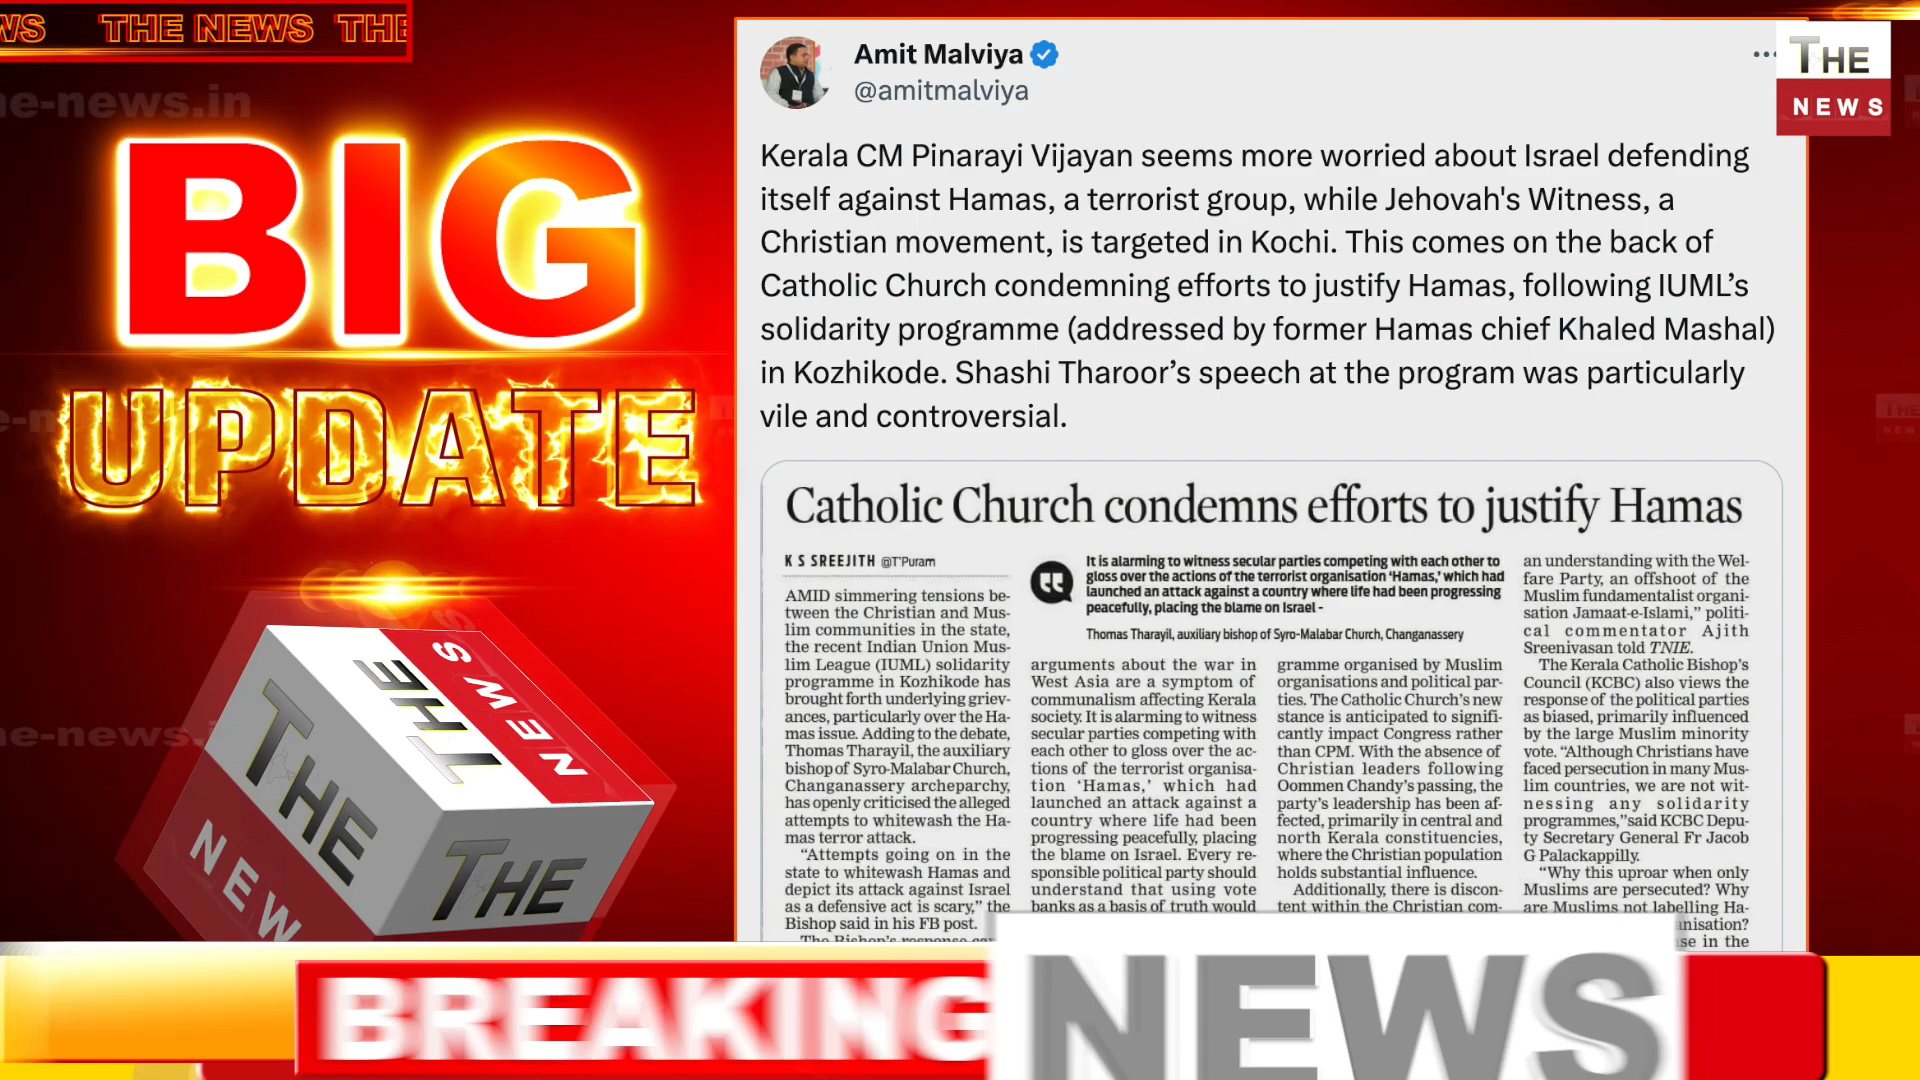 WS THE NEWS THE
THE
NEWS
e-news.in
BIG
UPDATE
e-news.
THE
NEWS
THE
NEWS
THE
Amit Malviya
@amitmalviya
Kerala CM Pinarayi Vijayan seems more worried about Israel defending
itself against Hamas, a terrorist group, while Jehovah's Witness, a
Christian movement, is targeted in Kochi. This comes on the back of
Catholic Church condemning efforts to justify Hamas, following IUML’s
solidarity programme (addressed by former Hamas chief Khaled Mashal)
in Kozhikode. Shashi Tharoor’s speech at the program was particularly
vile and controversial.
Catholic Church condemns efforts to justify Hamas
K S SREEJITH @T'Puram
AMID simmering tensions be-
tween the Christian and Mus-
lim communities in the state,
the recent Indian Union Mus-
lim League (IUML) solidarity
programme in Kozhikode has
brought forth underlying griev-
ances, particularly over the Ha-
mas issue. Adding to the debate,
Thomas Tharayil, the auxiliary
bishop of Syro-Malabar Church,
Changanassery archeparchy,
has openly criticised the alleged
attempts to whitewash the Ha-
mas terror attack.
“Attempts going on in the
state to whitewash Hamas and
depict its attack against Israel
as a defensive act is scary,” the
Bishop said in his FB post.
It is alarming to witness secular parties competing with each other to
gloss over the actions of the terrorist organisation ‘Hamas,’ which had
launched an attack against a country where life had been progressing
peacefully, placing the blame on Israel -
Thomas Tharayil, auxiliary bishop of Syro-Malabar Church, Changanassery
arguments about the war in
West Asia are a symptom of
communalism affecting Kerala
society. It is alarming to witness
secular parties competing with
each other to gloss over the ac-
tions of the terrorist organisa-
tion ‘Hamas,’ which had
launched an attack against a
country where life had been
progressing peacefully, placing
the blame on Israel. Every re-
sponsible political party should
understand that using vote
banks as a basis of truth would
gramme organised by Muslim
organisations and political par-
ties. The Catholic Church’s new
stance is anticipated to signifi-
cantly impact Congress rather
than CPM. With the absence of
Christian leaders following
Oommen Chandy’s passing, the
party’s leadership has been af-
fected, primarily in central and
north Kerala constituencies,
where the Christian population
holds substantial influence.
Additionally, there is discon-
tent within the Christian com-
an understanding with the Wel-
fare Party, an offshoot of the
Muslim fundamentalist organi-
sation Jamaat-e-Islami,” politi-
cal commentator Ajith
Sreenivasan told TNIE.
The Kerala Catholic Bishop’s
Council (KCBC) also views the
response of the political parties
as biased, primarily influenced
by the large Muslim minority
vote. “Although Christians have
faced persecution in many Mus-
lim countries, we are not wit-
nessing any solidarity
programmes,”said KCBC Depu-
ty Secretary General Fr Jacob
G Palackappilly.
“Why this uproar when only
Muslims are persecuted? Why
are Muslims not labelling Ha-
anisation?
se in the
BREAKING
NEWS